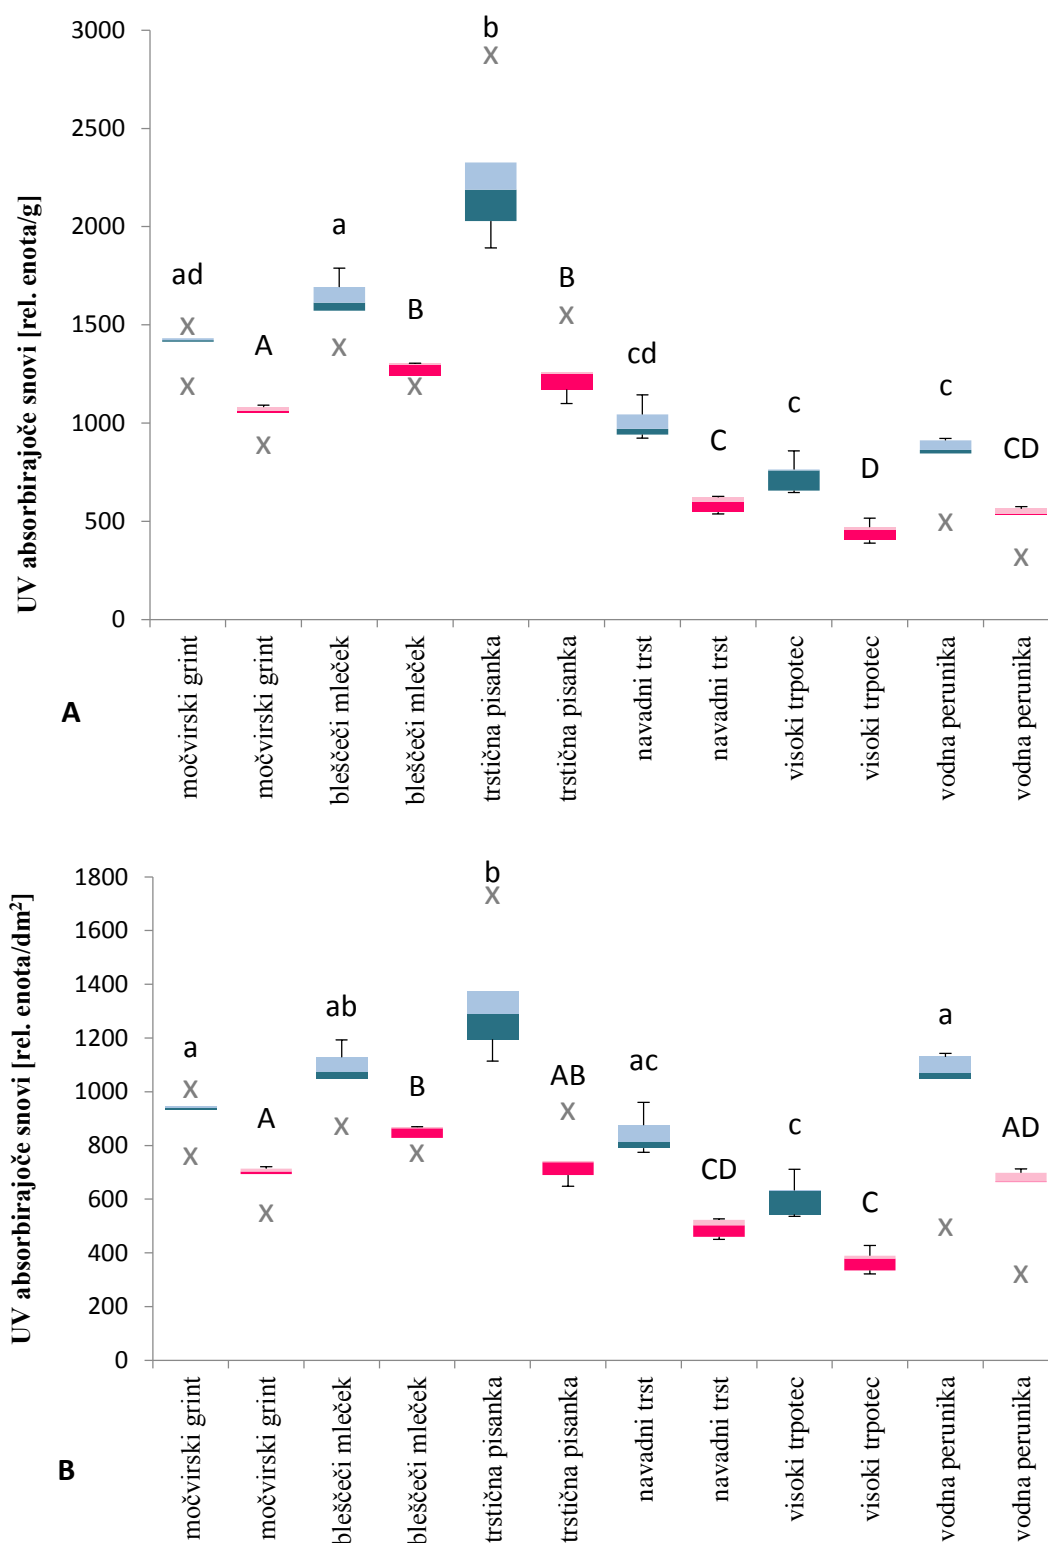 UV absorbirajoče snovi [rel. enota/g]
3000
2500
2000
1500
1000
500
0
ad
A
a
B
b
B
cd
C
c
D
c
CD
X
X
X
X
X
X
X
X
X
močvirski grint
močvirski grint
bleščeči mleček
bleščeči mleček
trstična pisanka
trstična pisanka
navadni trst
navadni trst
visoki trpotec
visoki trpotec
vodna perunika
vodna perunika
A
UV absorbirajoče snovi [rel. enota/dm²]
1800
1600
1400
1200
1000
800
600
400
200
0
a
A
ab
B
b
AB
ac
CD
c
C
a
AD
X
X
X
X
X
X
X
X
X
močvirski grint
močvirski grint
bleščeči mleček
bleščeči mleček
trstična pisanka
trstična pisanka
navadni trst
navadni trst
visoki trpotec
visoki trpotec
vodna perunika
vodna perunika
B